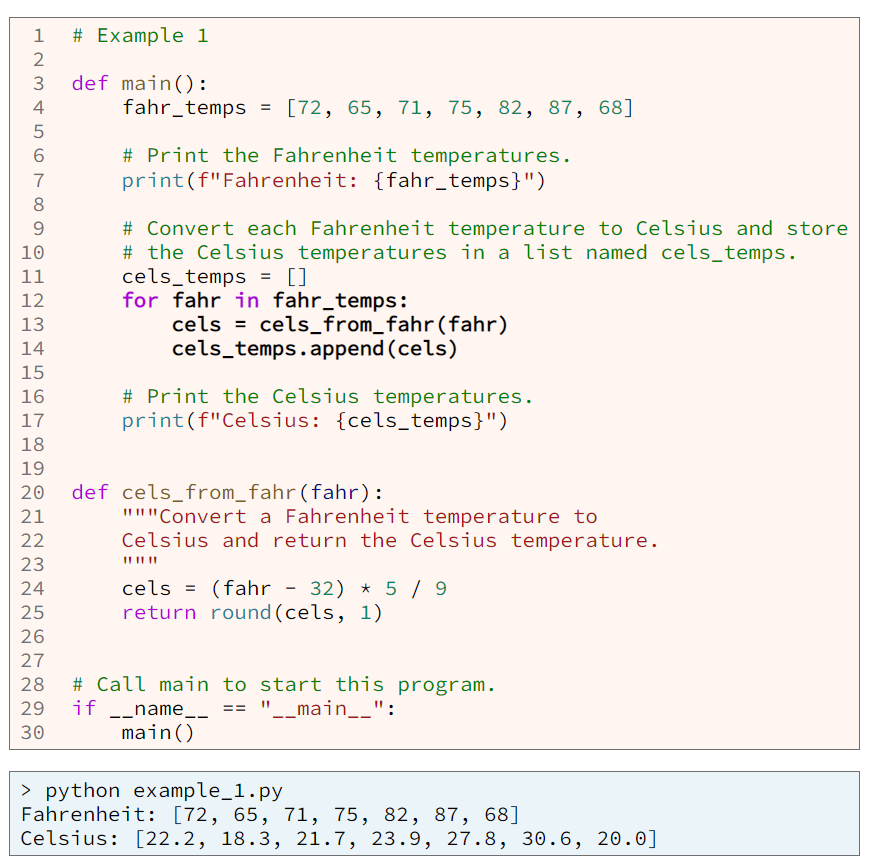 1 # Example 1
2
3 def main():
4     fahr_temps = [72, 65, 71, 75, 82, 87, 68]
5
6     # Print the Fahrenheit temperatures.
7     print(f"Fahrenheit: {fahr_temps}")
8
9     # Convert each Fahrenheit temperature to Celsius and store
10     # the Celsius temperatures in a list named cels_temps.
11     cels_temps = []
12     for fahr in fahr_temps:
13         cels = cels_from_fahr(fahr)
14         cels_temps.append(cels)
15
16     # Print the Celsius temperatures.
17     print(f"Celsius: {cels_temps}")
18
19
20 def cels_from_fahr(fahr):
21     """Convert a Fahrenheit temperature to
22     Celsius and return the Celsius temperature.
23     """
24     cels = (fahr - 32) * 5 / 9
25     return round(cels, 1)
26
27
28 # Call main to start this program.
29 if __name__ == "__main__":
30     main()
> python example_1.py
Fahrenheit: [72, 65, 71, 75, 82, 87, 68]
Celsius: [22.2, 18.3, 21.7, 23.9, 27.8, 30.6, 20.0]